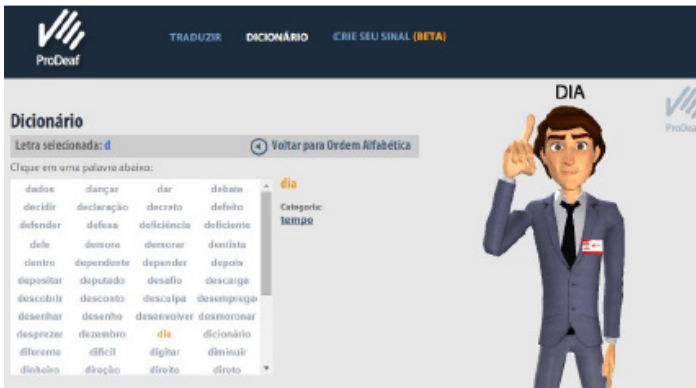 TRADUZIR DICIONÁRIO CRIE SEU SINAL (BETA)
ProDeaf
DIA
ProDeaf
Dicionário
Letra selecionada: d Voltar para Ordem Alfabética
Clique em uma palavra abaixo:
dados dançar dar debate
decidir declaração decreto defeito
defender defesa deficiência deficiente
dele demora demorar dentista
dentro dependente depender depois
depositar deputado desafio descarga
descobrir desconto desculpa desemprego
desenhar desenho desenvolver desmoronar
desprezar dezembro dia dicionário
diferente difícil digitar diminuir
dinheiro direção direito diroto
dia
Categoria:
tempo